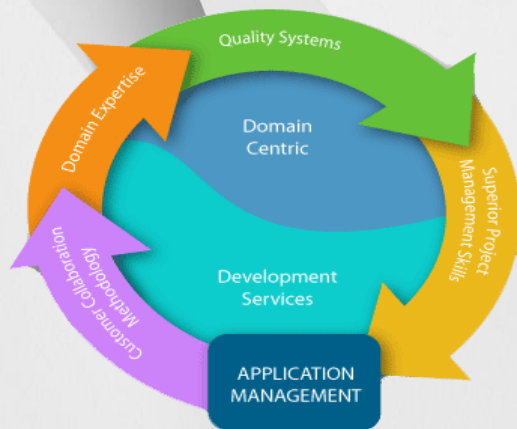 Quality Systems
Domain Expertise
Domain
Centric
Superior Project
Management Skills
Development
Services
Customer Collaboration
Methodology
APPLICATION
MANAGEMENT